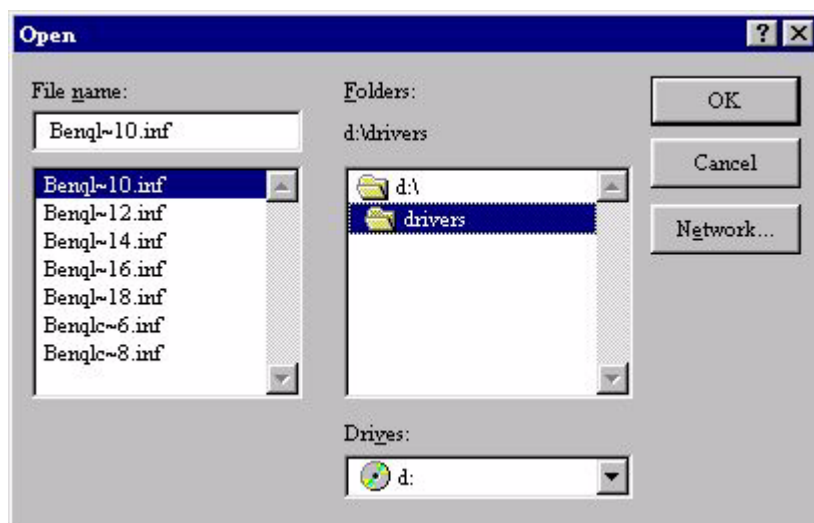 Open
File name:
Benql~10.inf
Benql~10.inf
Benql~12.inf
Benql~14.inf
Benql~16.inf
Benql~18.inf
Benqlc~6.inf
Benqlc~8.inf
Folders:
d:\drivers
d:\
drivers
Drives:
d:
OK
Cancel
Network...